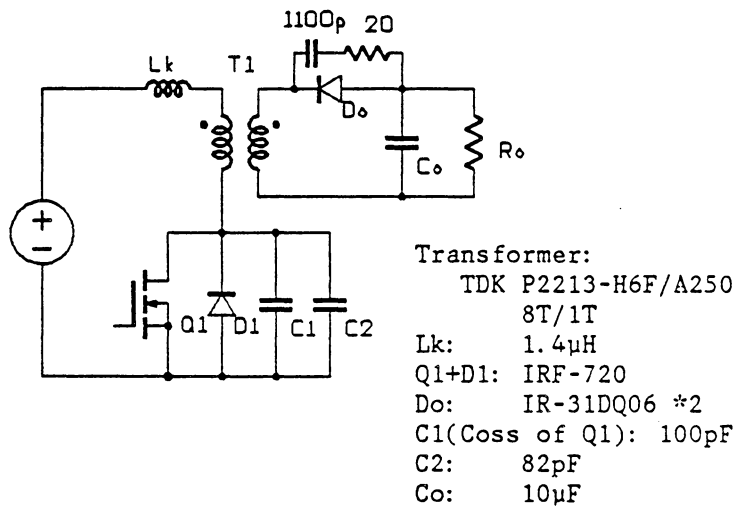 1100p 20
Lk T1
Do
Co
Ro
Q1 D1 C1 C2
Transformer:
TDK P2213-H6F/A250
8T/1T
Lk: 1.4µH
Q1+D1: IRF-720
Do: IR-31DQ06 *2
C1(Coss of Q1): 100pF
C2: 82pF
Co: 10µF